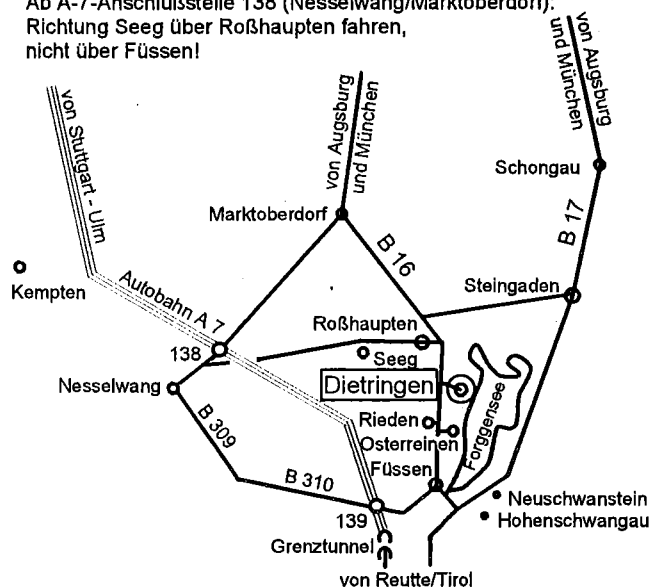 Ab A-7-Anschlußstelle 138 (Nesselwang/Marktoberdorf):
Richtung Seeg über Roßhaupten fahren,
nicht über Füssen!
von Augsburg
und München
von Augsburg
und München
von Stuttgart - Ulm
Schongau
Marktoberdorf
B 17
B 16
Kempten
Steingaden
Autobahn A 7
Roßhaupten
138
Seeg
Nesselwang
Dietringen
Forggensee
B 309
Rieden
Osterreinen
Füssen
B 310
Neuschwanstein
139
Hohenschwangau
Grenztunnel
von Reutte/Tirol